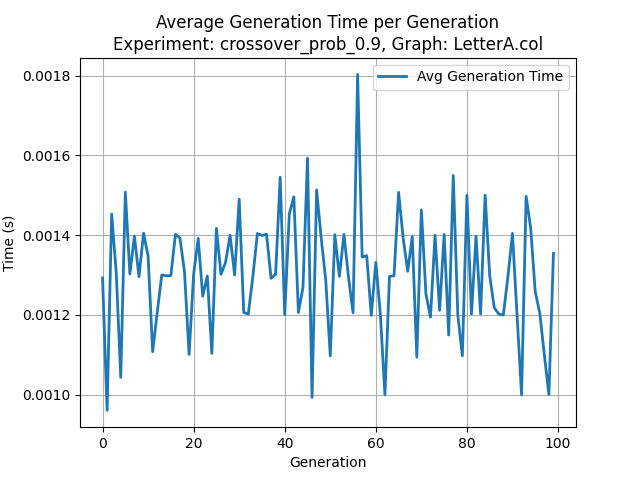 Average Generation Time per Generation
Experiment: crossover_prob_0.9, Graph: LetterA.col
Avg Generation Time
0.0018
0.0016
0.0014
0.0012
0.0010
Time (s)
0 20 40 60 80 100
Generation